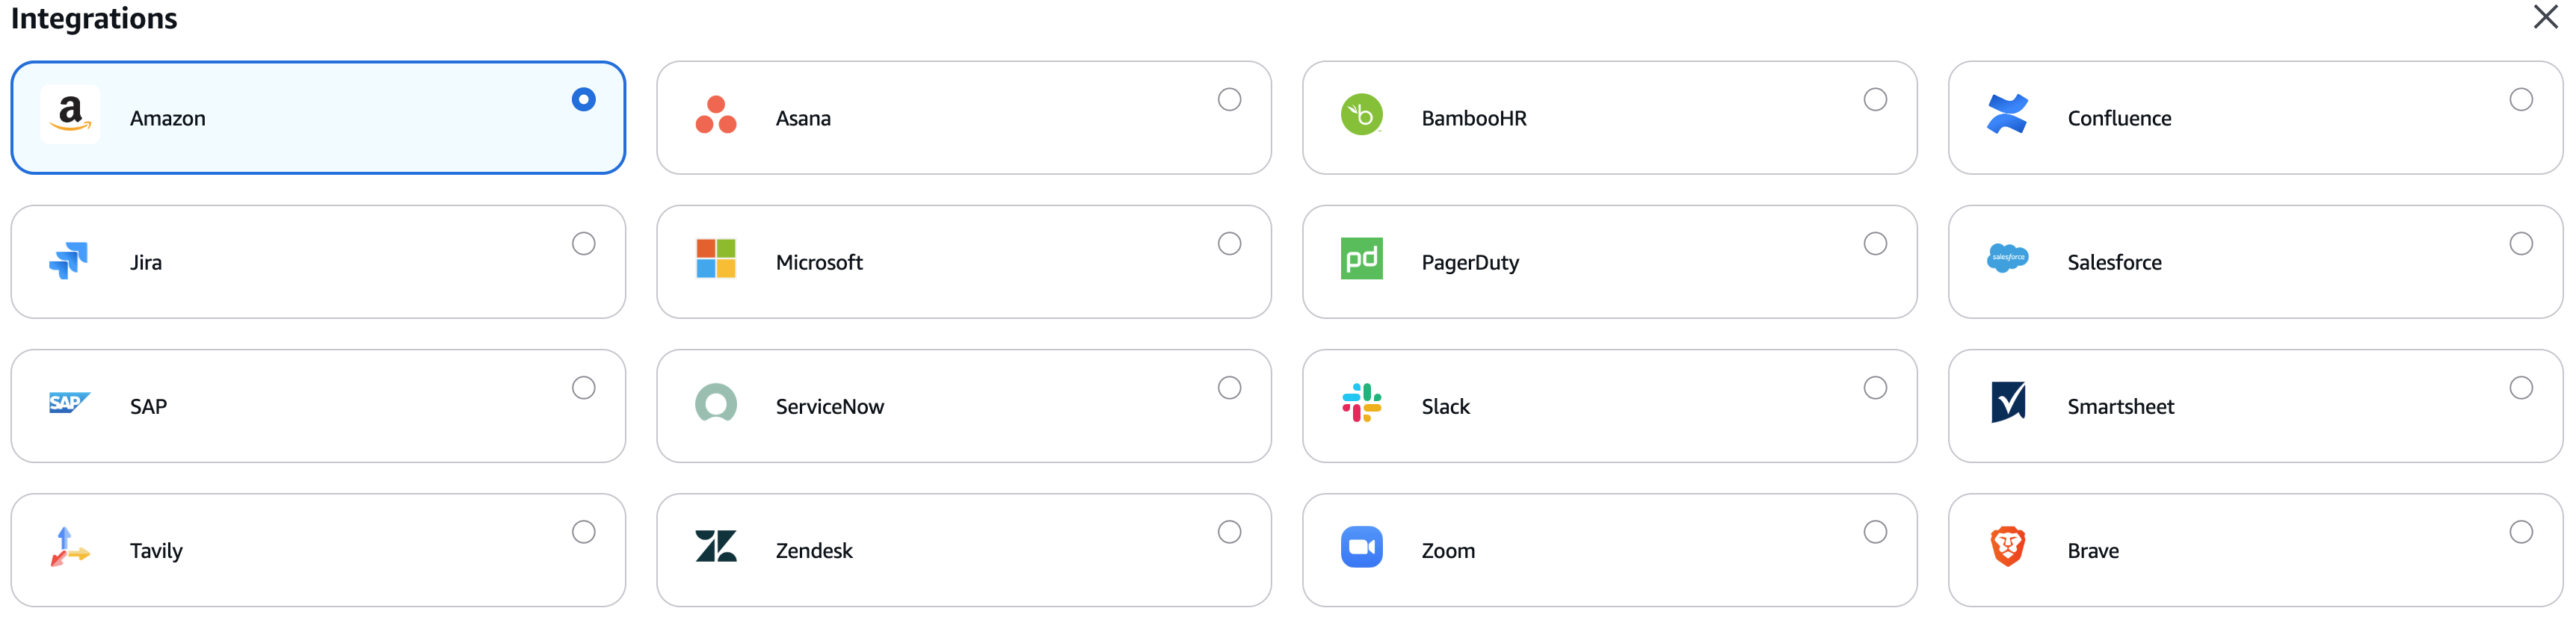 Integrations
Amazon
Asana
BambooHR
Confluence
Jira
Microsoft
pd
PagerDuty
salesforce
Salesforce
SAP
SAP
ServiceNow
Slack
Smartsheet
Tavily
Zendesk
Zoom
Brave